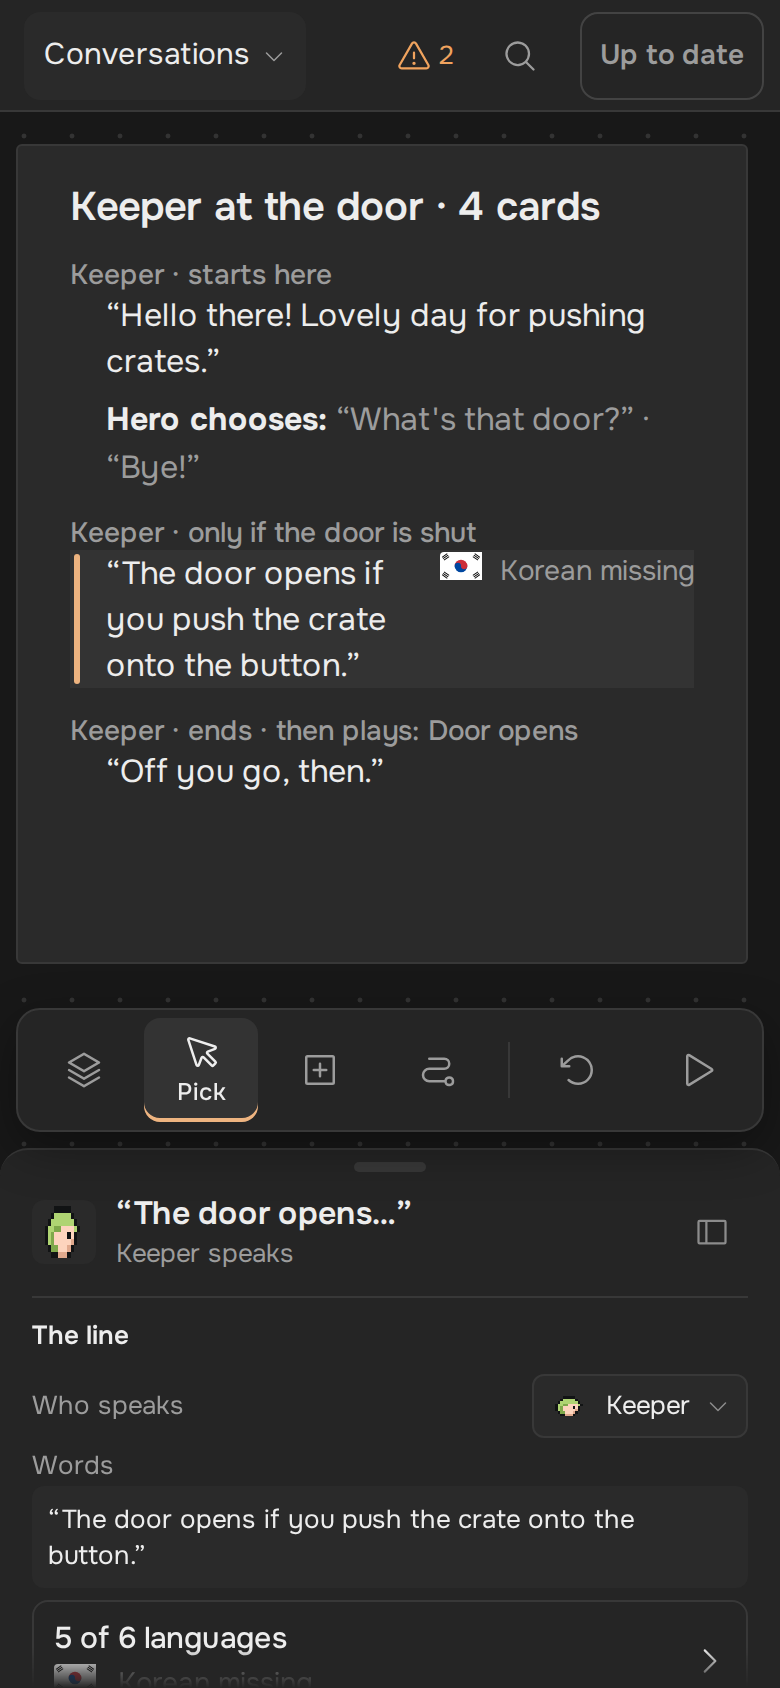 Conversations
2
Up to date
Keeper at the door · 4 cards
Keeper · starts here
“Hello there! Lovely day for pushing
crates.”
Hero chooses: “What's that door?” ·
“Bye!”
Keeper · only if the door is shut
“The door opens if
you push the crate
onto the button.”
Korean missing
Keeper · ends · then plays: Door opens
“Off you go, then.”
Pick
“The door opens...”
Keeper speaks
The line
Who speaks
Keeper
Words
“The door opens if you push the crate onto the
button.”
5 of 6 languages
Korean missing